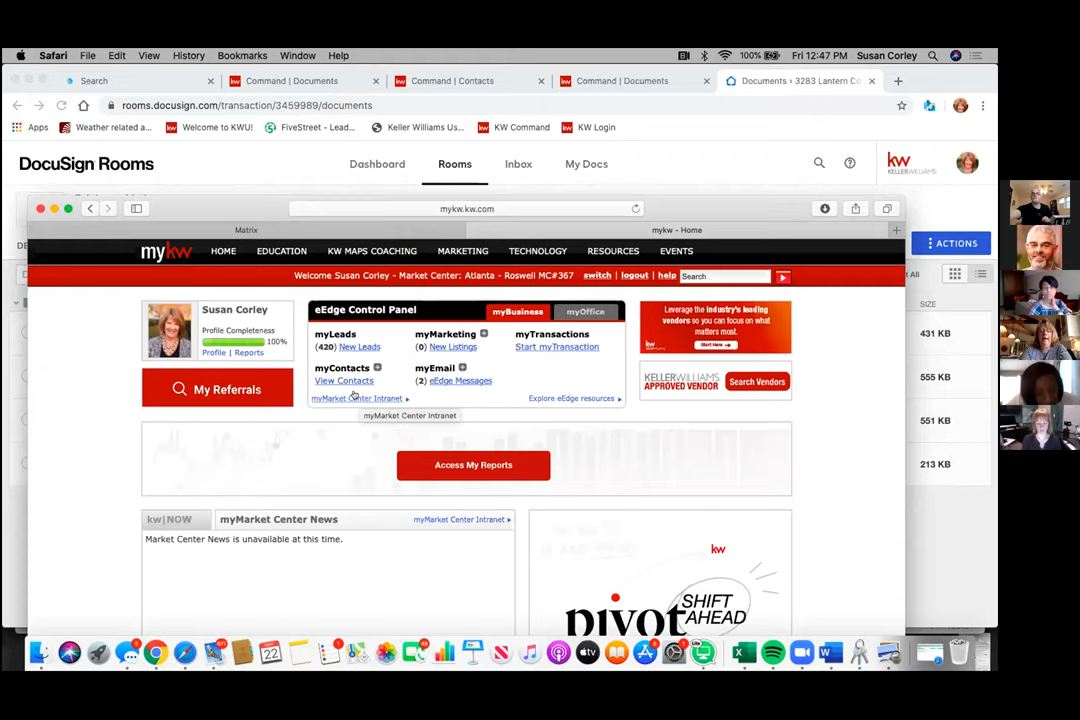 Safari File Edit View History Bookmarks Window Help 100% Fri 12:47 PM Susan Corley
Search Command | Documents Command | Contacts Command | Documents Documents › 3283 Lantern Co
rooms.docusign.com/transaction/3459989/documents
Apps Weather related a... Welcome to KWU! FiveStreet - Lead... Keller Williams Us... KW Command KW Login
DocuSign Rooms Dashboard Rooms Inbox My Docs kw KELLERWILLIAMS
mykw.kw.com
Matrix mykw - Home
mykw HOME EDUCATION KW MAPS COACHING MARKETING TECHNOLOGY RESOURCES EVENTS
ACTIONS
Welcome Susan Corley - Market Center: Atlanta - Roswell MC#367 switch | logout | help Search
SIZE
Susan Corley
Profile Completeness
100%
Profile | Reports
My Referrals
eEdge Control Panel myBusiness myOffice
myLeads myMarketing myTransactions
(420) New Leads (0) New Listings Start myTransaction
myContacts myEmail
View Contacts (2) eEdge Messages
myMarket Center Intranet Explore eEdge resources
myMarket Center Intranet
Leverage the industry's leading
vendors so you can focus on what
matters most.
Start Here
KELLERWILLIAMS
APPROVED VENDOR Search Vendors
431 KB
555 KB
551 KB
213 KB
Access My Reports
kw|NOW myMarket Center News myMarket Center Intranet
Market Center News is unavailable at this time.
kw
pivot SHIFT
AHEAD
22